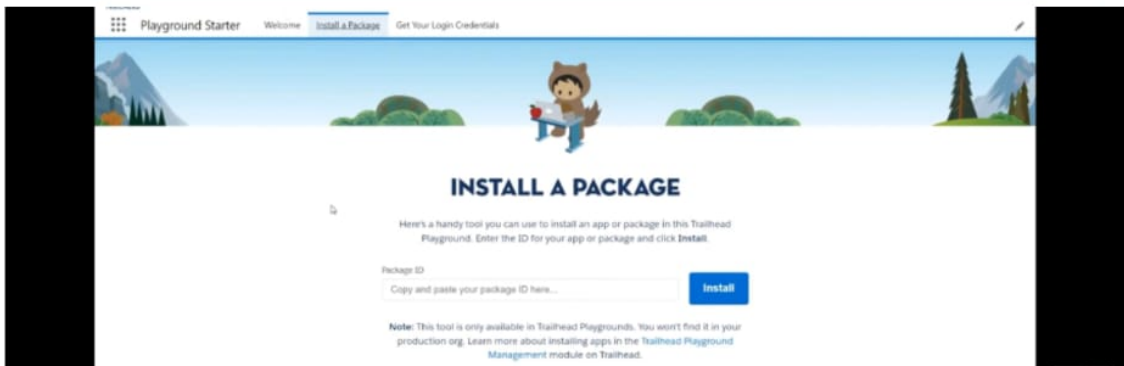 Playground Starter Welcome Install a Package Get Your Login Credentials
INSTALL A PACKAGE
Here's a handy tool you can use to install an app or package in this Trailhead
Playground. Enter the ID for your app or package and click Install.
Package ID
Copy and paste your package ID here...
Install
Note: This tool is only available in Trailhead Playgrounds. You won't find it in your
production org. Learn more about installing apps in the Trailhead Playground
Management module on Trailhead.